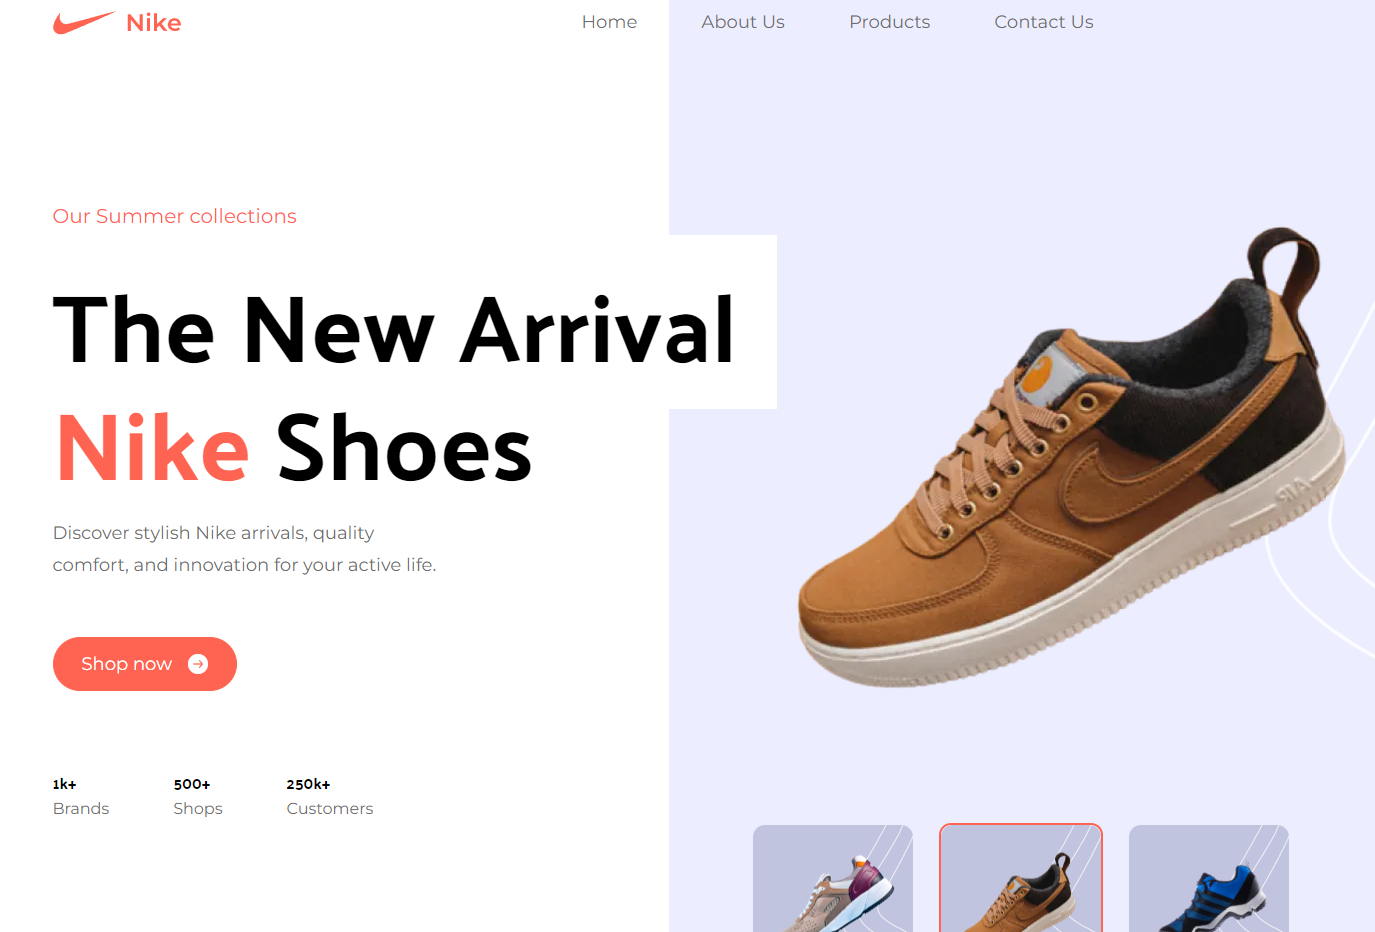 Nike
Home
About Us
Products
Contact Us
Our Summer collections
The New Arrival
Nike Shoes
Discover stylish Nike arrivals, quality
comfort, and innovation for your active life.
Shop now
1k+
Brands
500+
Shops
250k+
Customers
AIR